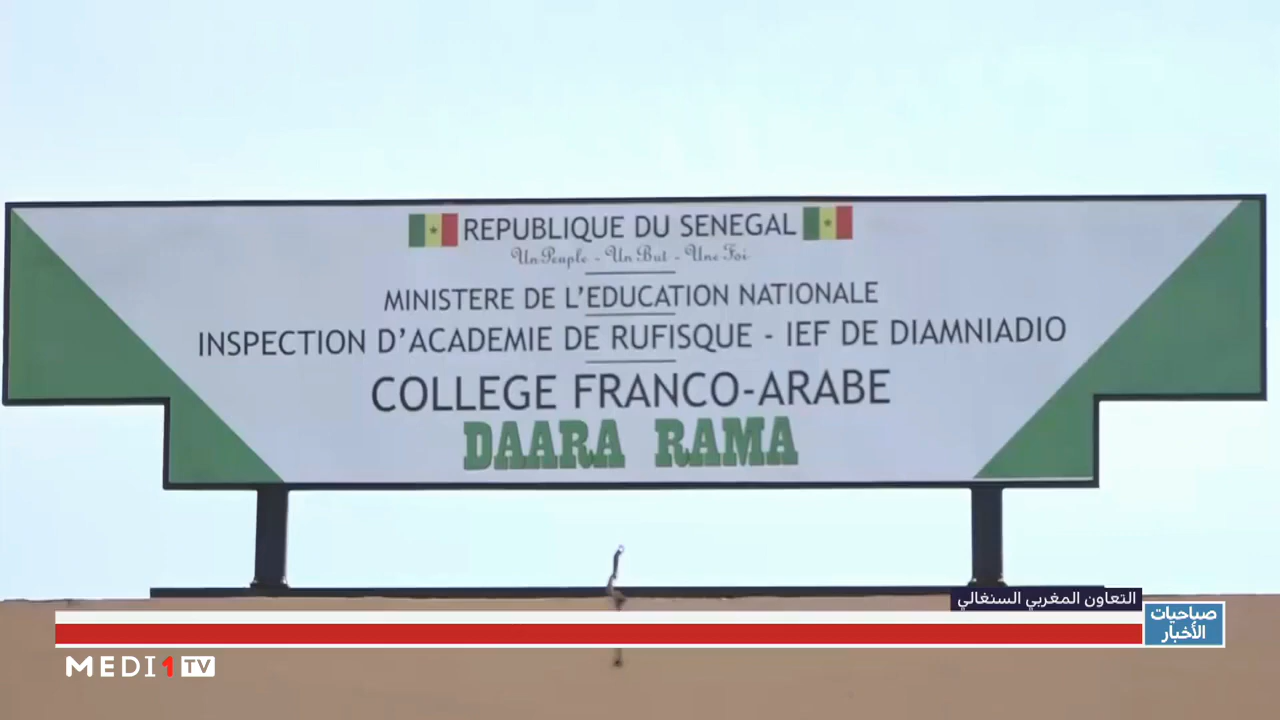 REPUBLIQUE DU SENEGAL
Un Peuple - Un But - Une Foi
MINISTERE DE L'EDUCATION NATIONALE
INSPECTION D'ACADEMIE DE RUFISQUE - IEF DE DIAMNIADIO
COLLEGE FRANCO-ARABE
DAARA RAMA
التعاون المغربي السنغالي
صباحيات
الأخبار
MEDI1TV